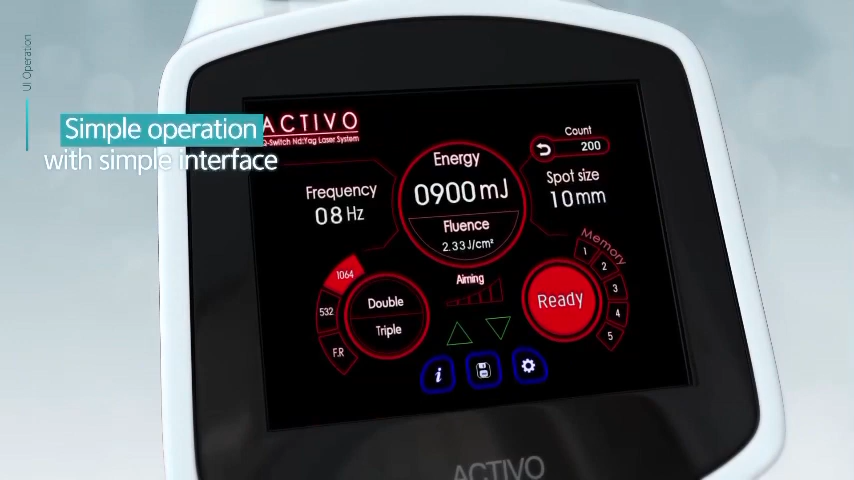 UI Operation
Simple operation
with simple interface
ACTIVO
Q-Switch Nd:Yag Laser System
Count
200
Energy
0900 mJ
Fluence
2.33 J/cm²
Frequency
08 Hz
Spot size
10 mm
Memory
1
2
3
4
5
1064
532
F.R
Double
Triple
Aiming
Ready
i
ACTIVO